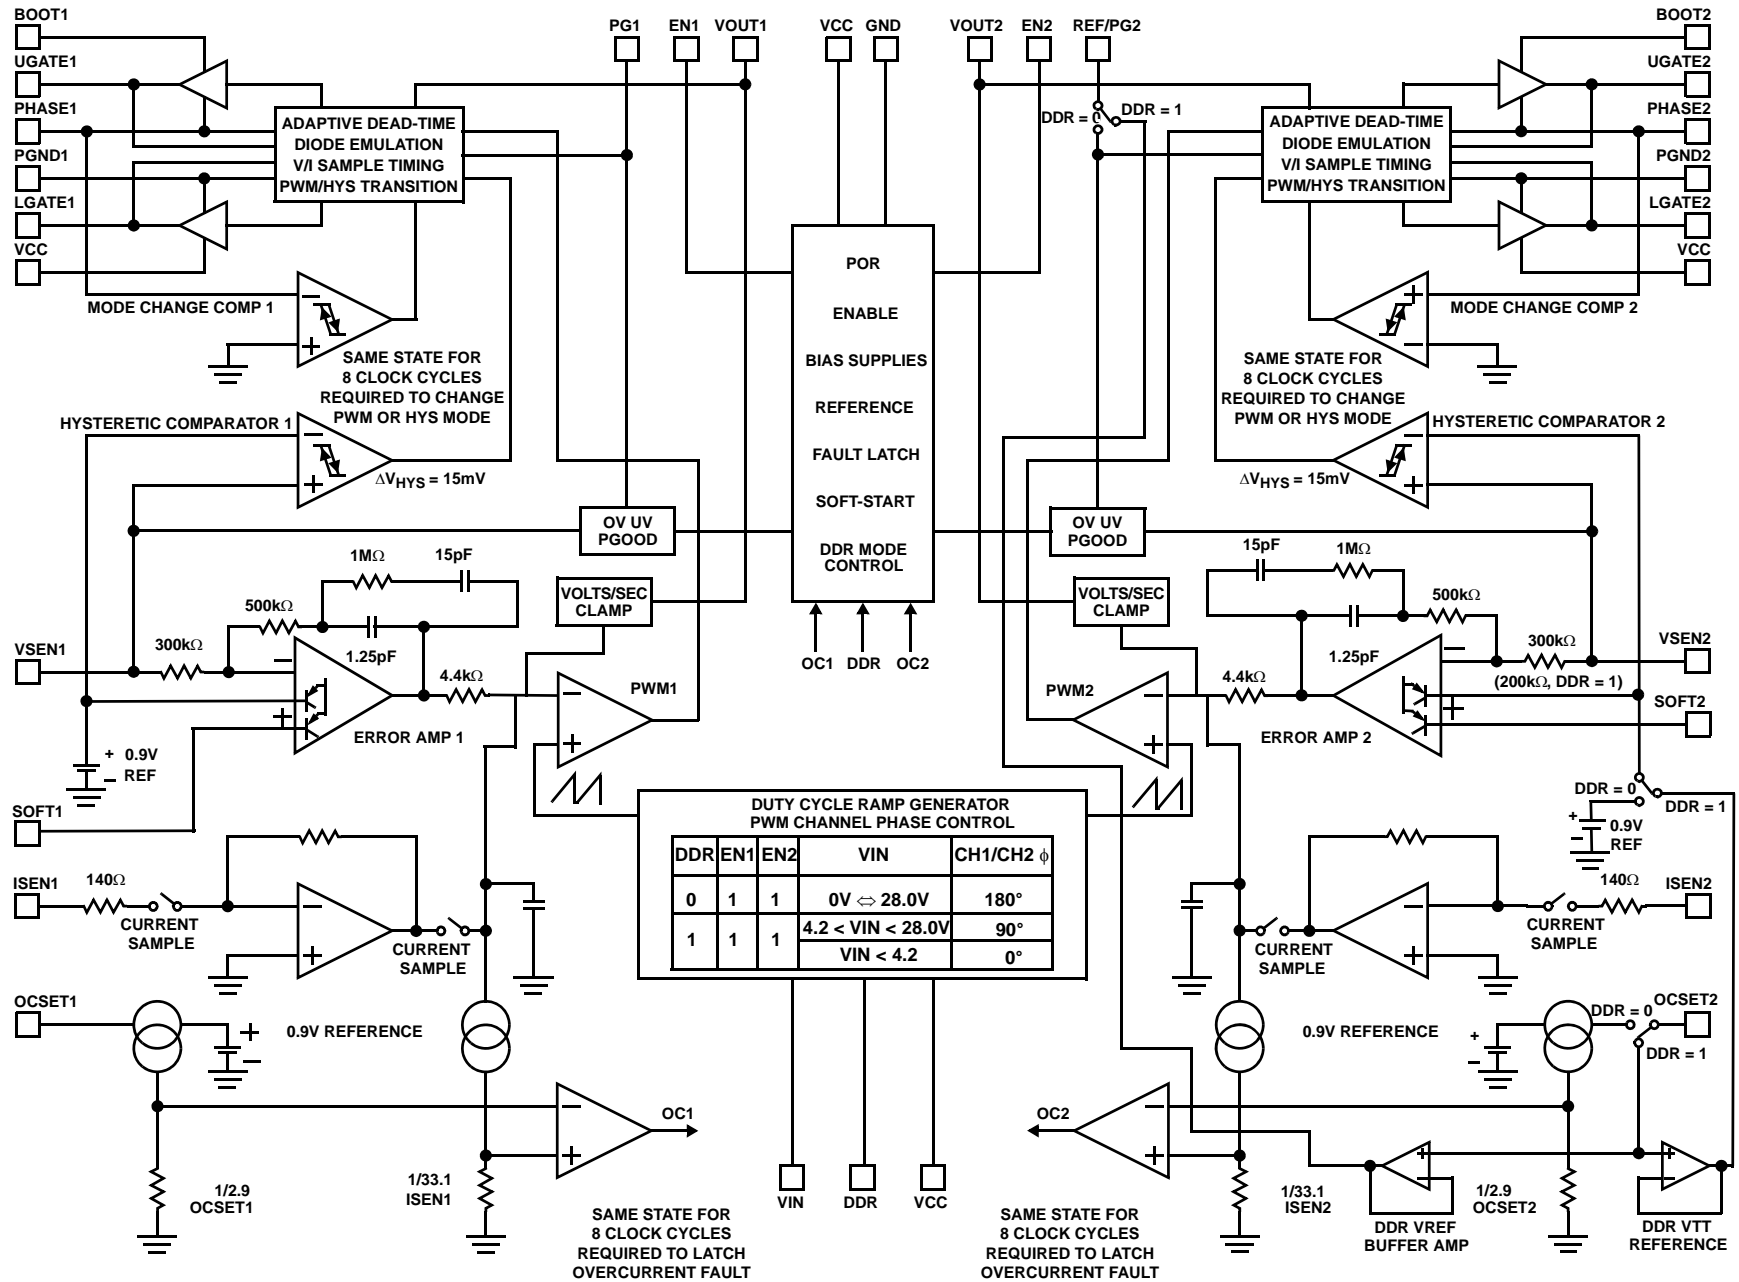 BOOT1
UGATE1
PHASE1
PGND1
LGATE1
VCC
PG1
EN1
VOUT1
VCC
GND
VOUT2
EN2
REF/PG2
BOOT2
UGATE2
PHASE2
PGND2
LGATE2
VCC
ADAPTIVE DEAD-TIME
DIODE EMULATION
V/I SAMPLE TIMING
PWM/HYS TRANSITION
DDR = 0
DDR = 1
ADAPTIVE DEAD-TIME
DIODE EMULATION
V/I SAMPLE TIMING
PWM/HYS TRANSITION
POR
ENABLE
BIAS SUPPLIES
REFERENCE
FAULT LATCH
SOFT-START
DDR MODE
CONTROL
OC1
DDR
OC2
MODE CHANGE COMP 1
−
+
SAME STATE FOR
8 CLOCK CYCLES
REQUIRED TO CHANGE
PWM OR HYS MODE
HYSTERETIC COMPARATOR 1
−
+
ΔVHYS = 15mV
MODE CHANGE COMP 2
+
−
SAME STATE FOR
8 CLOCK CYCLES
REQUIRED TO CHANGE
PWM OR HYS MODE
HYSTERETIC COMPARATOR 2
−
+
ΔVHYS = 15mV
OV UV
PGOOD
OV UV
PGOOD
1MΩ
15pF
500kΩ
300kΩ
1.25pF
4.4kΩ
VSEN1
−
+
ERROR AMP 1
VOLTS/SEC
CLAMP
−
+
PWM1
+ 0.9V
− REF
SOFT1
VOLTS/SEC
CLAMP
15pF
1MΩ
500kΩ
300kΩ
(200kΩ, DDR = 1)
1.25pF
4.4kΩ
VSEN2
SOFT2
−
+
ERROR AMP 2
PWM2
−
+
DDR = 0
DDR = 1
+
− 0.9V
REF
DUTY CYCLE RAMP GENERATOR
PWM CHANNEL PHASE CONTROL
DDR EN1 EN2 VIN CH1/CH2 ϕ
0 1 1 0V ⇔ 28.0V 180°
1 1 1 4.2 < VIN < 28.0V 90°
VIN < 4.2 0°
VIN
DDR
VCC
ISEN1
140Ω
CURRENT
SAMPLE
−
+
CURRENT
SAMPLE
OCSET1
+
−
0.9V REFERENCE
1/2.9
OCSET1
1/33.1
ISEN1
−
+
OC1
SAME STATE FOR
8 CLOCK CYCLES
REQUIRED TO LATCH
OVERCURRENT FAULT
ISEN2
140Ω
CURRENT
SAMPLE
−
+
CURRENT
SAMPLE
0.9V REFERENCE
+
−
OCSET2
DDR = 0
DDR = 1
OC2
−
+
1/33.1
ISEN2
1/2.9
OCSET2
SAME STATE FOR
8 CLOCK CYCLES
REQUIRED TO LATCH
OVERCURRENT FAULT
+
−
DDR VREF
BUFFER AMP
+
−
DDR VTT
REFERENCE